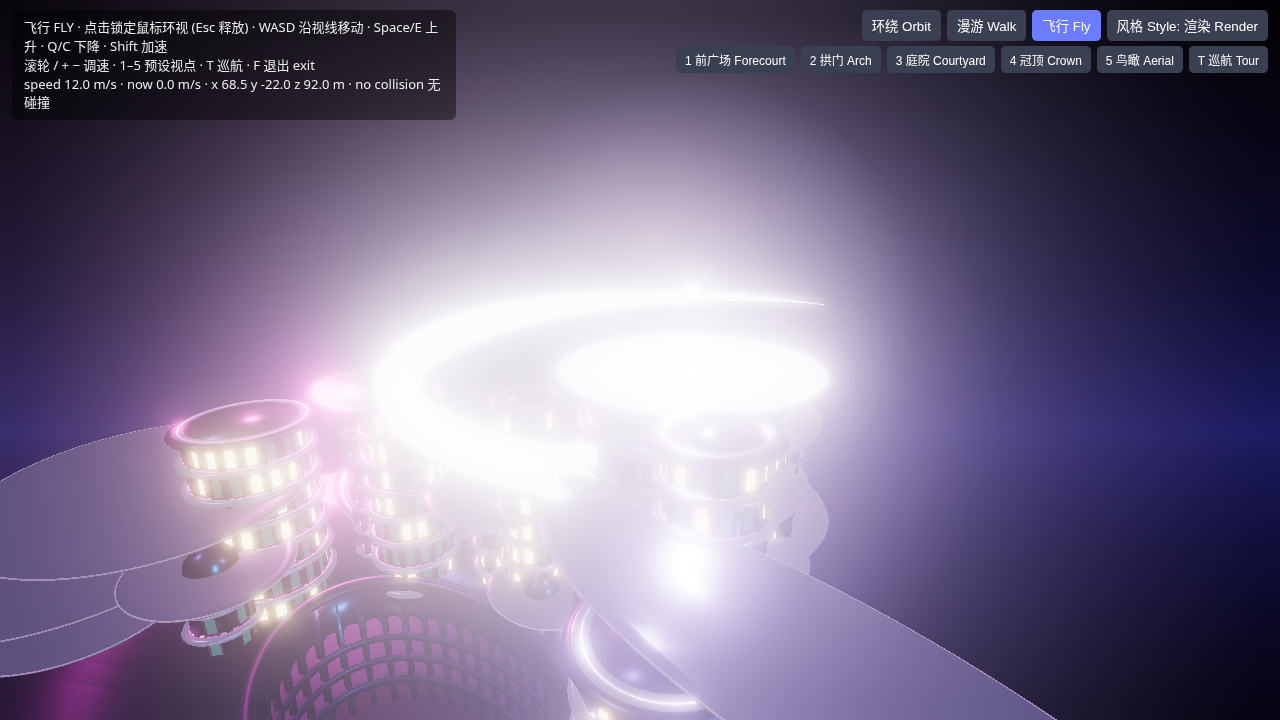 飞行 FLY · 点击锁定鼠标环视 (Esc 释放) · WASD 沿视线移动 · Space/E 上
升 · Q/C 下降 · Shift 加速
滚轮 / + − 调速 · 1–5 预设视点 · T 巡航 · F 退出 exit
speed 12.0 m/s · now 0.0 m/s · x 68.5 y -22.0 z 92.0 m · no collision 无
碰撞
环绕 Orbit 漫游 Walk 飞行 Fly 风格 Style: 渲染 Render
1 前广场 Forecourt 2 拱门 Arch 3 庭院 Courtyard 4 冠顶 Crown 5 鸟瞰 Aerial T 巡航 Tour